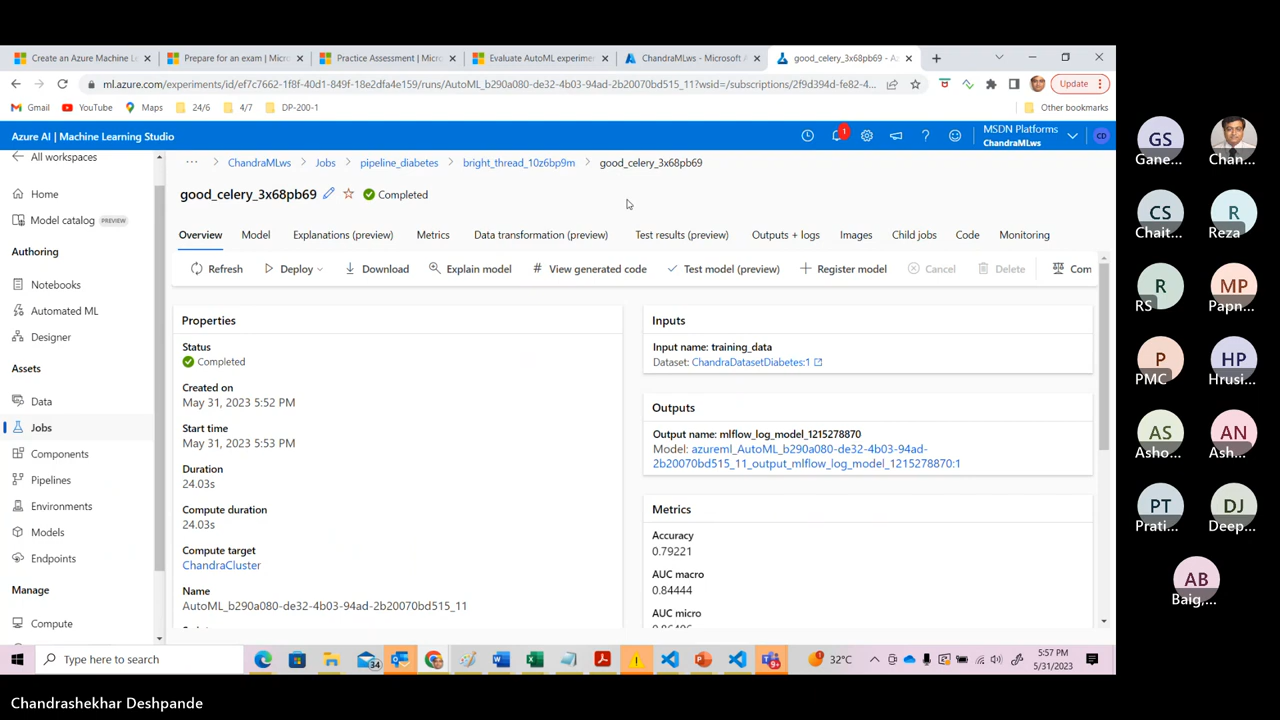 Create an Azure Machine Le
Prepare for an exam | Micro
Practice Assessment | Micro
Evaluate AutoML experimen
ChandraMLws - Microsoft A
good_celery_3x68pb69 - Az
ml.azure.com/experiments/id/ef7c7662-1f8f-40d1-849f-18e2dfa4e159/runs/AutoML_b290a080-de32-4b03-94ad-2b20070bd515_11?wsid=/subscriptions/2f9d394d-fe82-4...
Update
Gmail
YouTube
Maps
24/6
4/7
DP-200-1
Other bookmarks
Azure AI | Machine Learning Studio
1
MSDN Platforms
ChandraMLws
CD
All workspaces
Home
Model catalog PREVIEW
Authoring
Notebooks
Automated ML
Designer
Assets
Data
Jobs
Components
Pipelines
Environments
Models
Endpoints
Manage
Compute
... > ChandraMLws > Jobs > pipeline_diabetes > bright_thread_10z6bp9m > good_celery_3x68pb69
good_celery_3x68pb69 Completed
Overview Model Explanations (preview) Metrics Data transformation (preview) Test results (preview) Outputs + logs Images Child jobs Code Monitoring
Refresh Deploy Download Explain model View generated code Test model (preview) Register model Cancel Delete Com
Properties
Status
Completed
Created on
May 31, 2023 5:52 PM
Start time
May 31, 2023 5:53 PM
Duration
24.03s
Compute duration
24.03s
Compute target
ChandraCluster
Name
AutoML_b290a080-de32-4b03-94ad-2b20070bd515_11
Inputs
Input name: training_data
Dataset: ChandraDatasetDiabetes:1
Outputs
Output name: mlflow_log_model_1215278870
Model: azureml_AutoML_b290a080-de32-4b03-94ad-
2b20070bd515_11_output_mlflow_log_model_1215278870:1
Metrics
Accuracy
0.79221
AUC macro
0.84444
AUC micro
Type here to search
34
9+
32°C
5:57 PM
5/31/2023
GS
Gane...
Chan...
CS
Chait...
R
Reza
R
RS
MP
Papn...
P
PMC
HP
Hrusi...
AS
Asho...
AN
Ash...
PT
Prati...
DJ
Deep...
AB
Baig,...
Chandrashekhar Deshpande